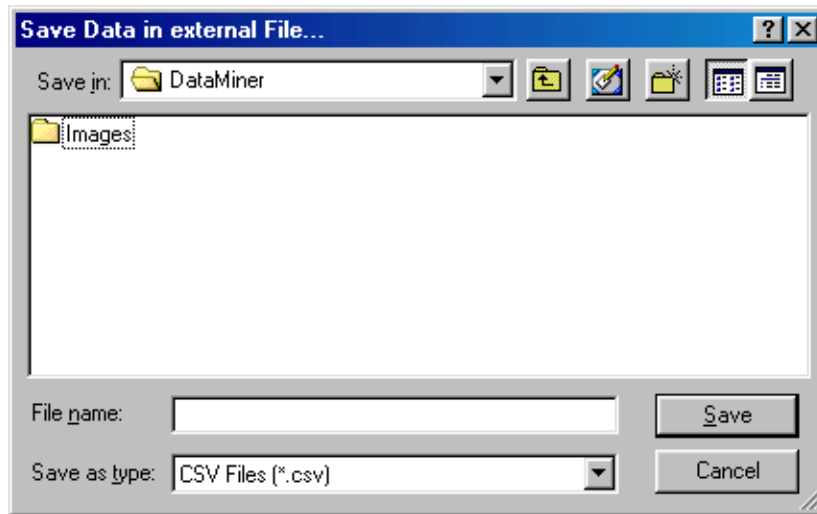 Save Data in external File...
Save in: DataMiner
Images
File name:
Save
Save as type: CSV Files (*.csv)
Cancel